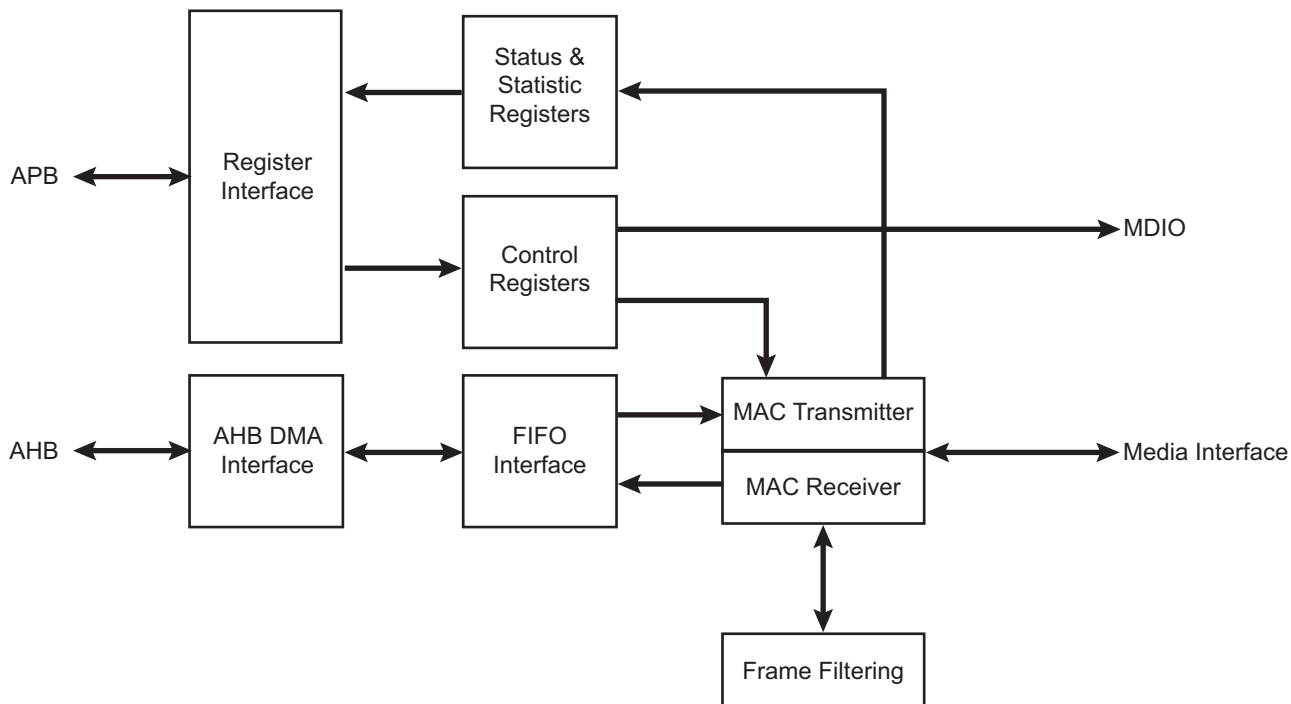 Status &
Statistic
Registers
APB
Register
Interface
MDIO
Control
Registers
MAC Transmitter
AHB
AHB DMA
Interface
FIFO
Interface
Media Interface
MAC Receiver
Frame Filtering